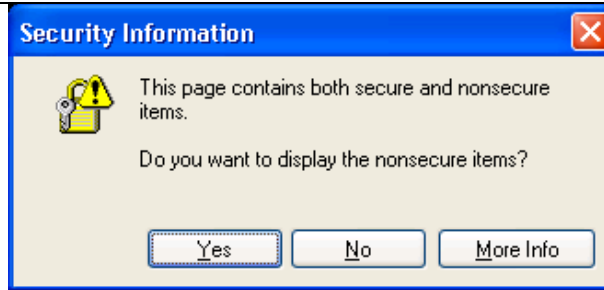 Security Information
This page contains both secure and nonsecure
items.
Do you want to display the nonsecure items?
Yes No More Info